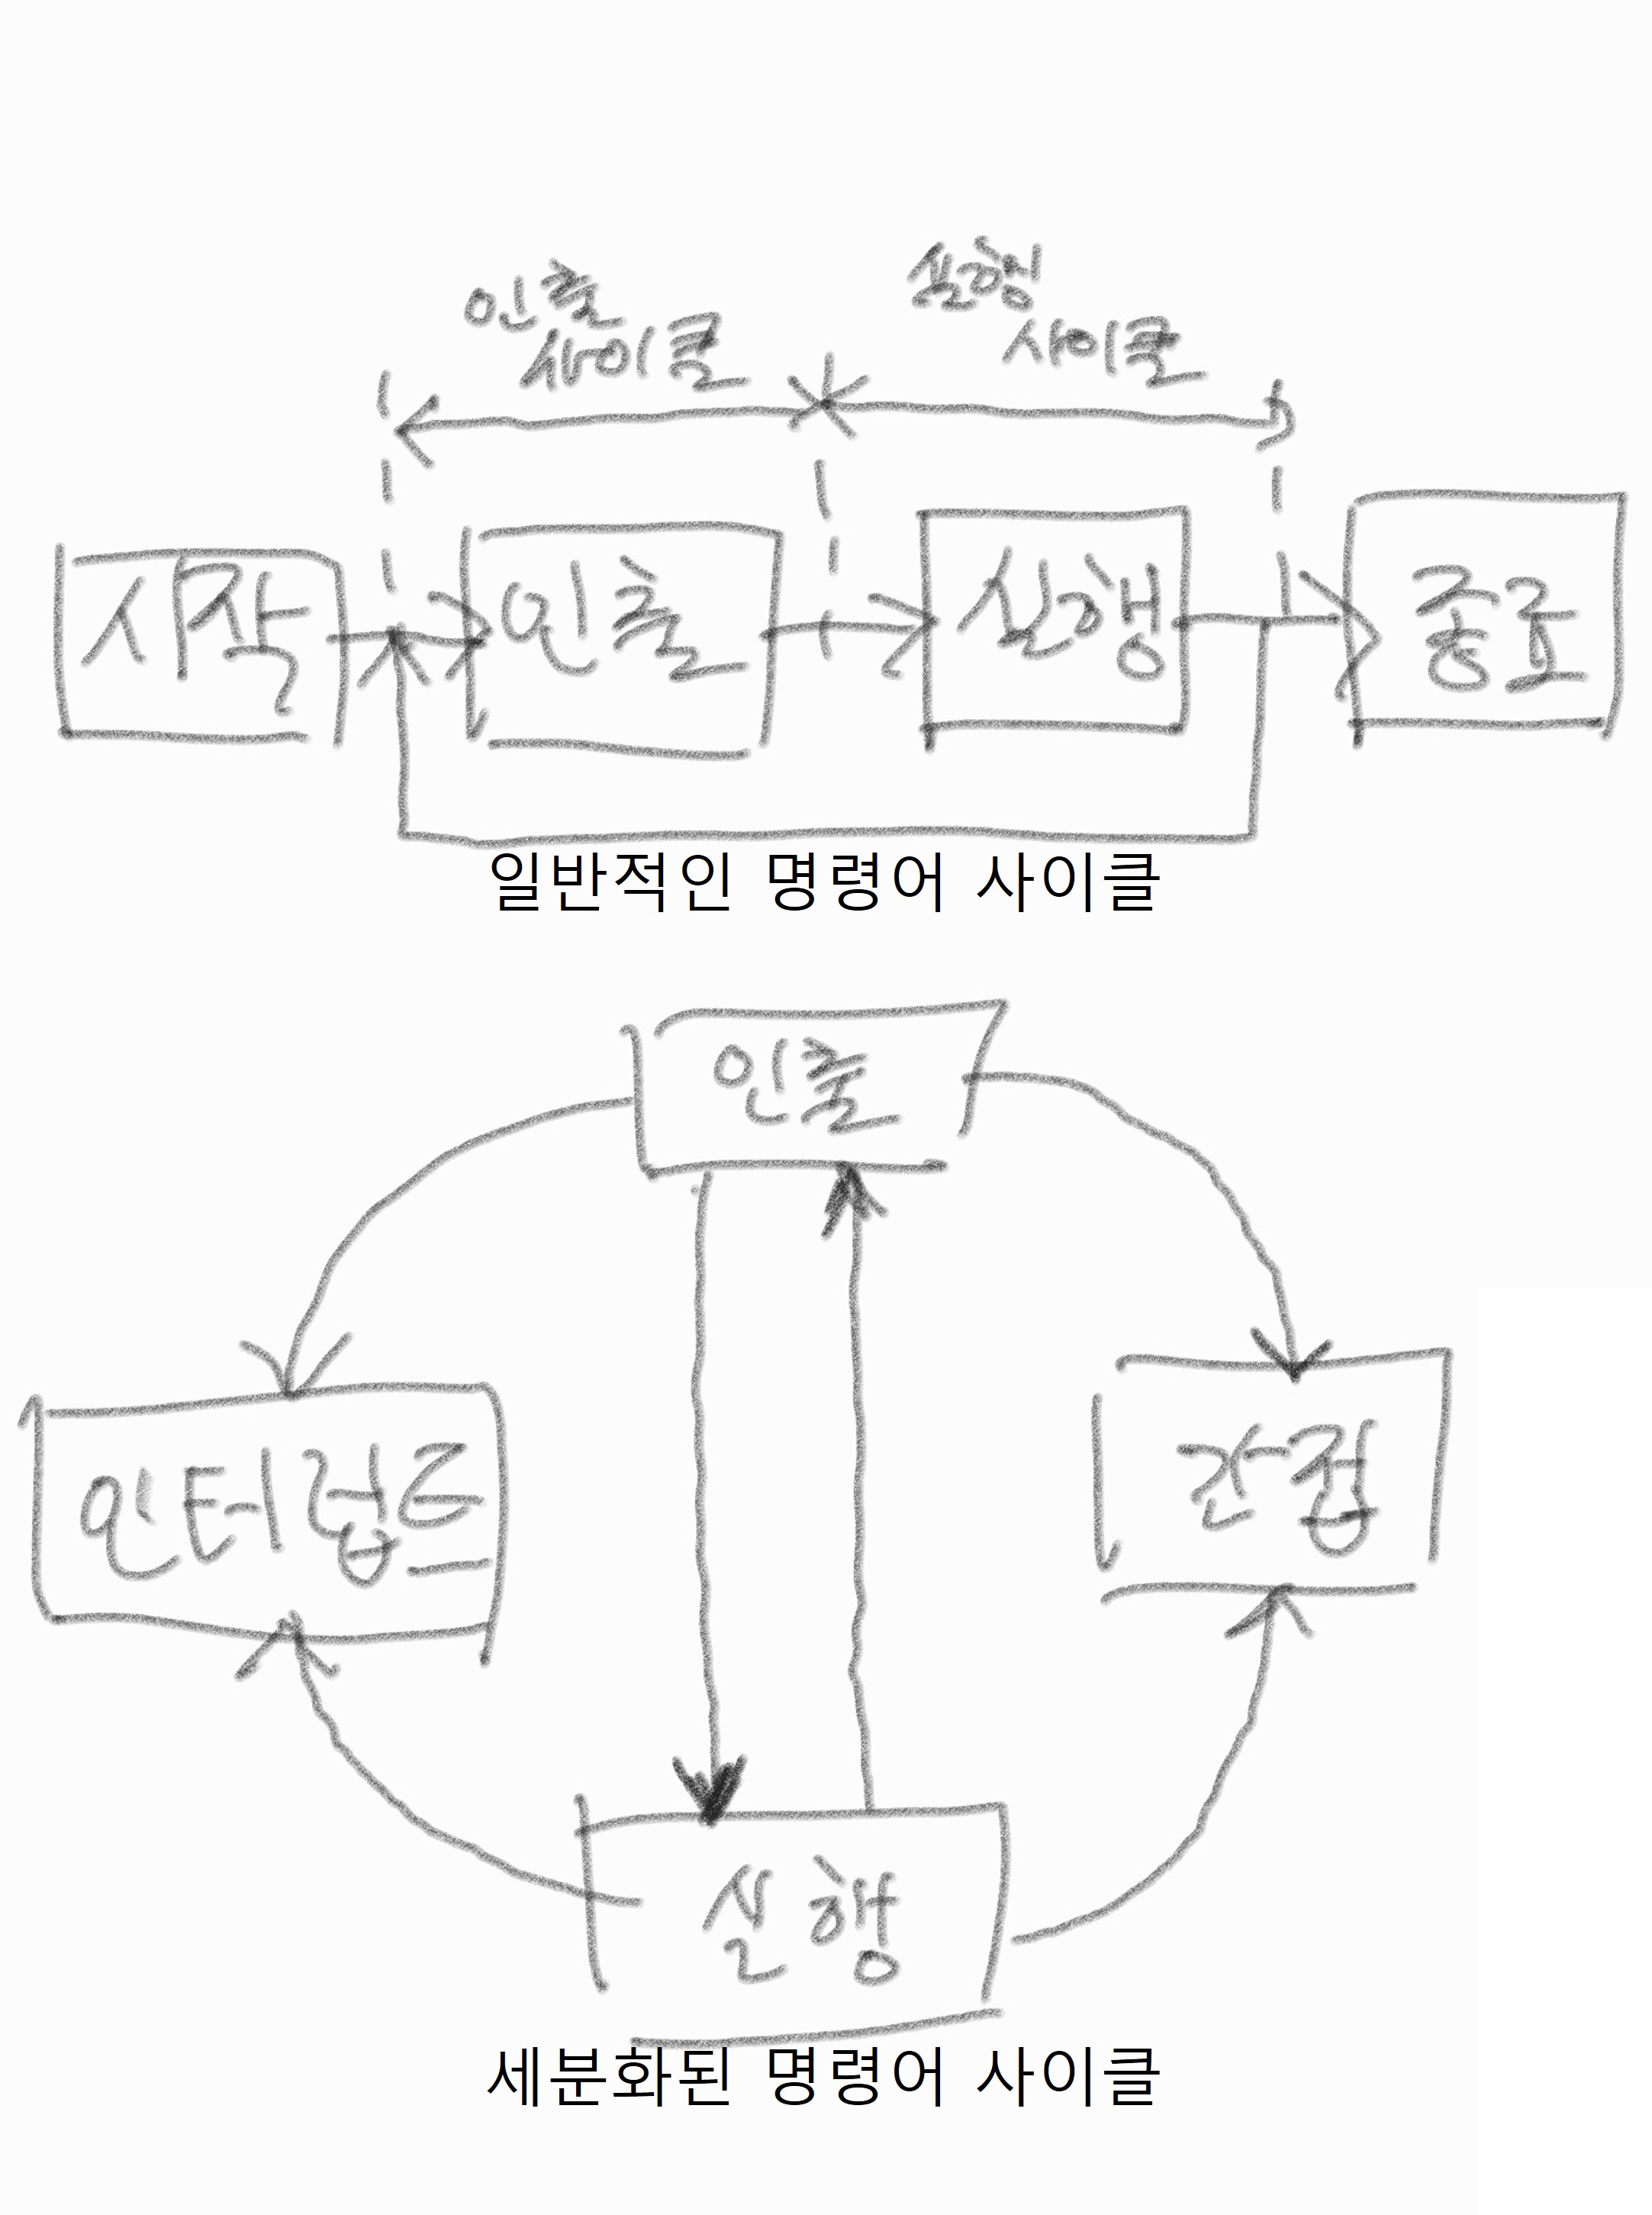 인출
사이클
실행
사이클
시작
인출
실행
종료
일반적인 명령어 사이클
인출
인터럽트
간접
실행
세분화된 명령어 사이클